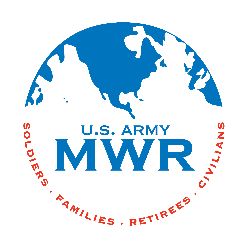 U.S. ARMY
MWR
SOLDIERS · FAMILIES · RETIREES · CIVILIANS